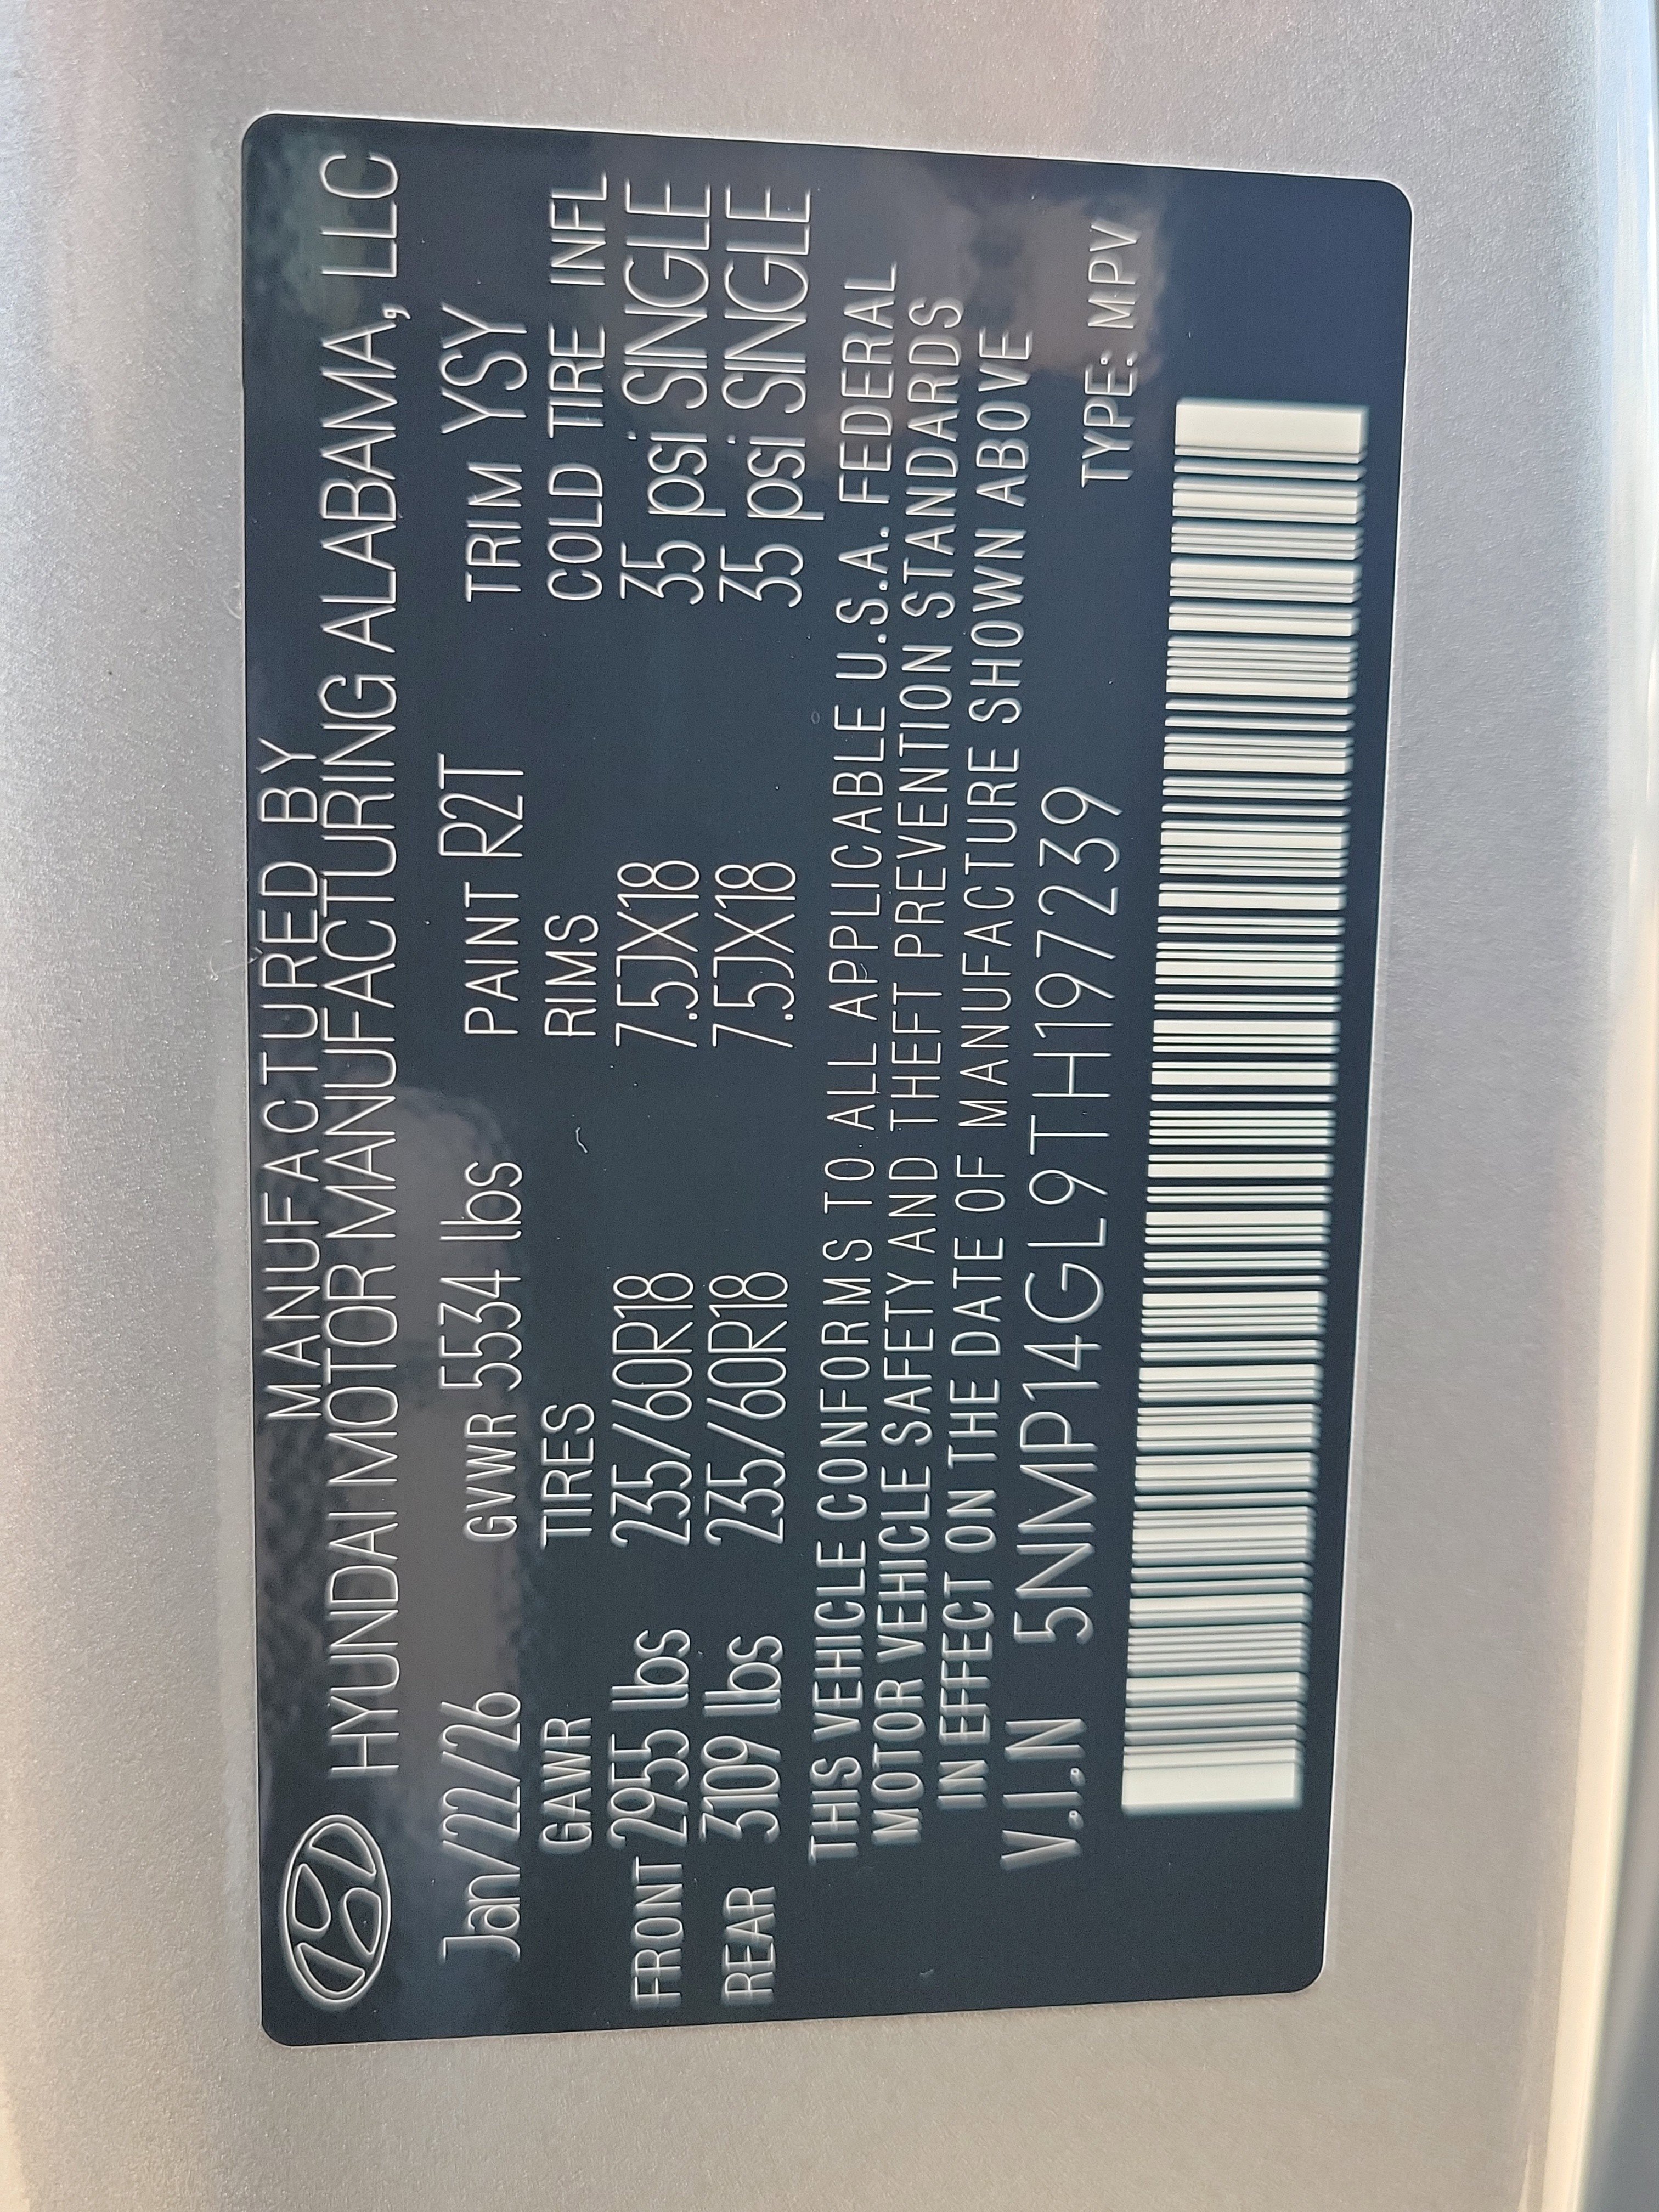 MANUFACTURED BY
HYUNDAI MOTOR MANUFACTURING ALABAMA, LLC
Jan/22/26 GVWR 5534 lbs PAINT R2T TRIM YSY
GAWR TIRES RIMS COLD TIRE INFL
FRONT 2955 lbs 235/60R18 7.5JX18 35 psi SINGLE
REAR 3109 lbs 235/60R18 7.5JX18 35 psi SINGLE
THIS VEHICLE CONFORMS TO ALL APPLICABLE U.S.A. FEDERAL
MOTOR VEHICLE SAFETY AND THEFT PREVENTION STANDARDS
IN EFFECT ON THE DATE OF MANUFACTURE SHOWN ABOVE
V.I.N 5NMP14GL9TH197239 TYPE: MPV